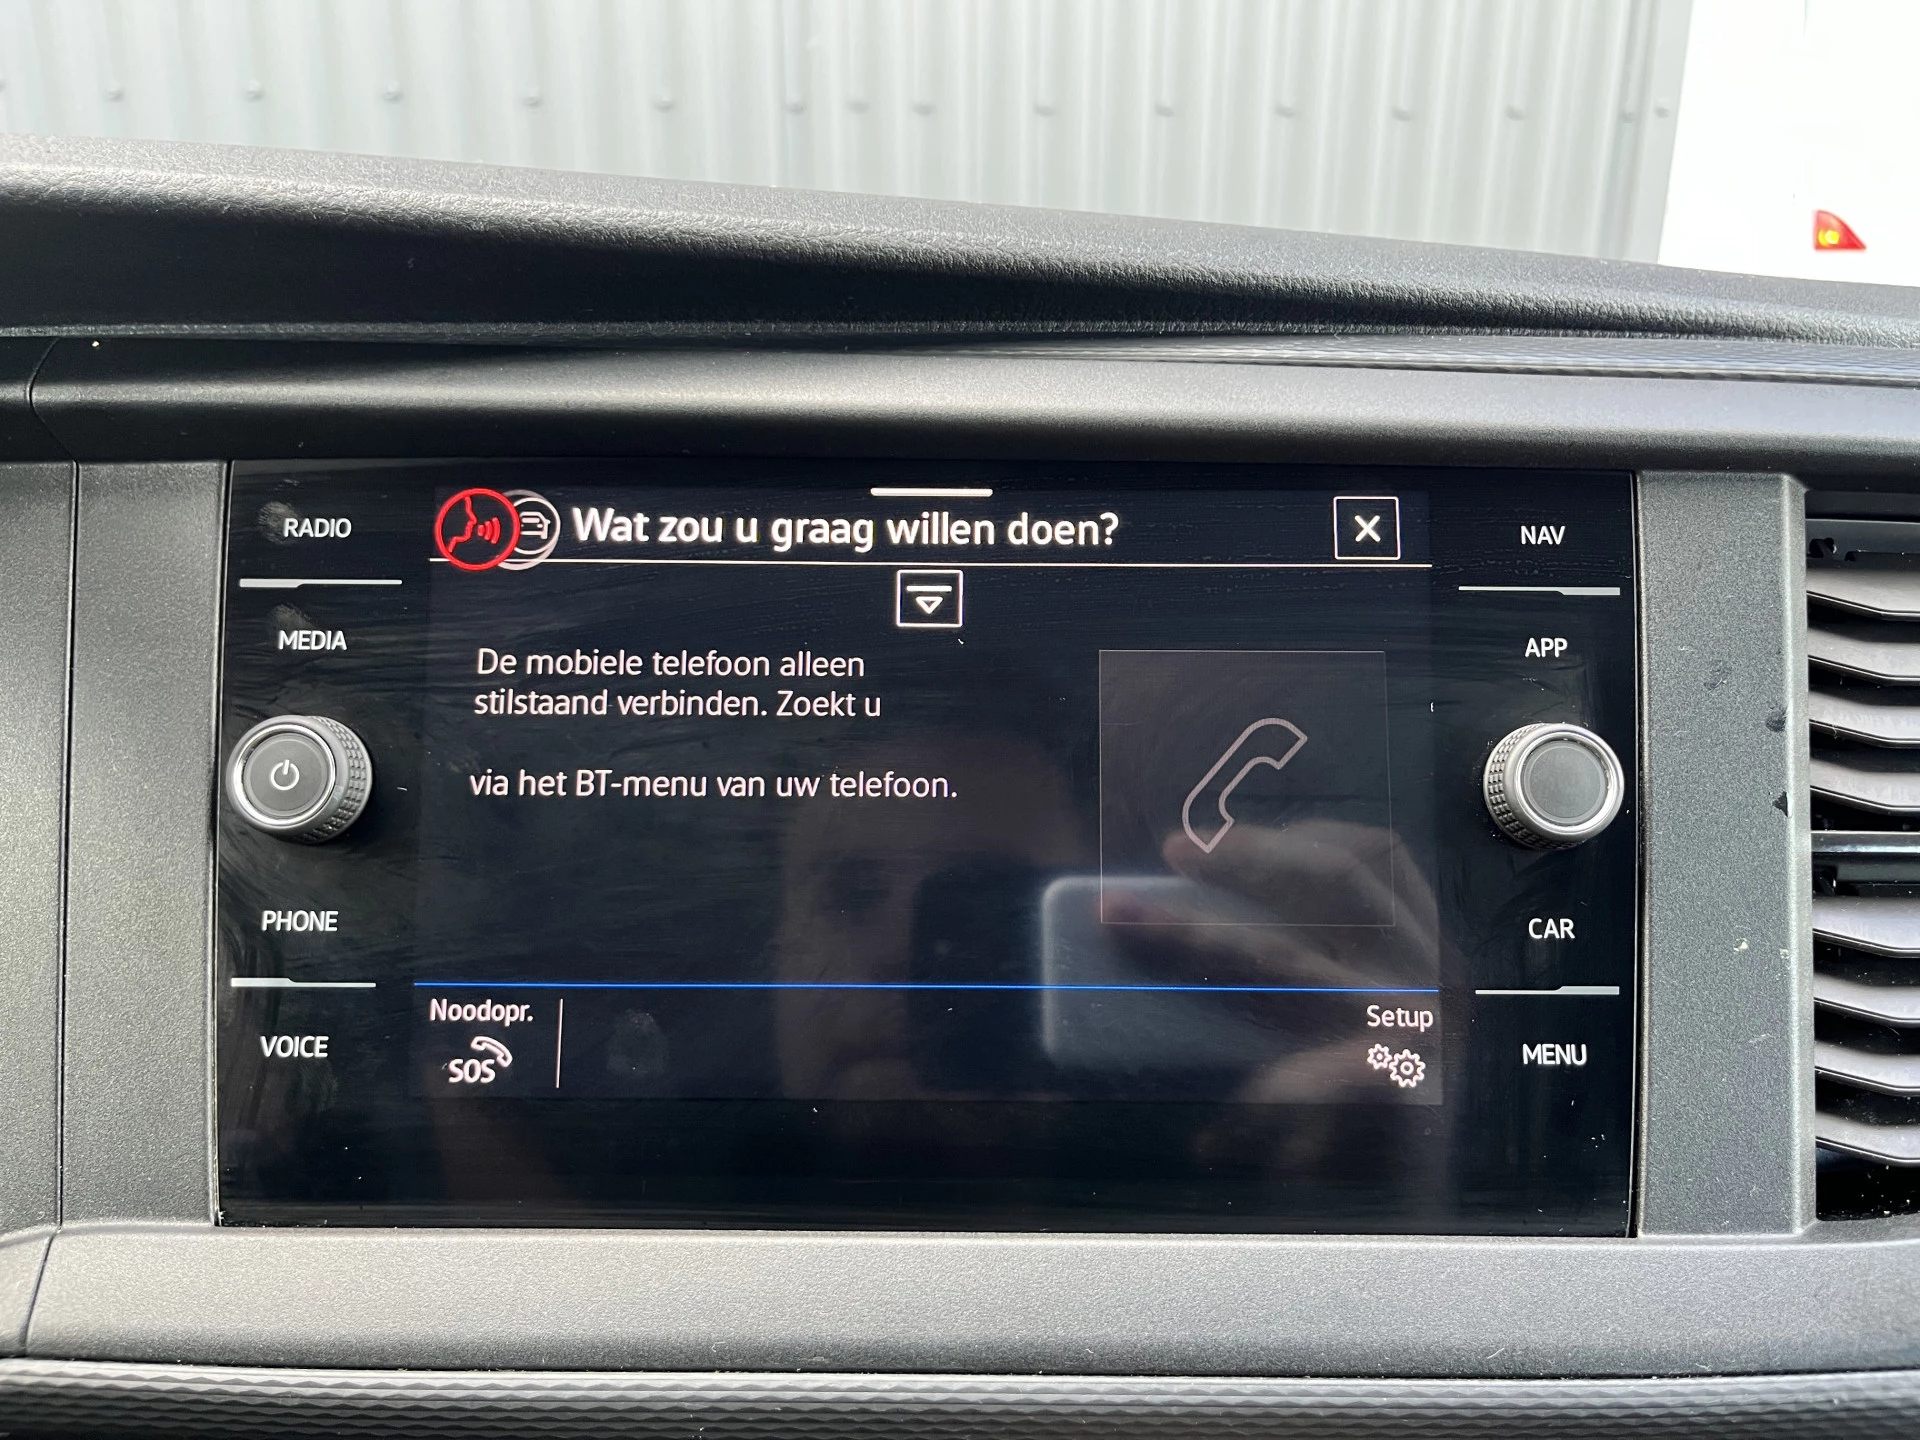 RADIO
MEDIA
PHONE
VOICE
Wat zou u graag willen doen?
De mobiele telefoon alleen
stilstaand verbinden. Zoekt u
via het BT-menu van uw telefoon.
Noodopr.
SOS
Setup
NAV
APP
CAR
MENU